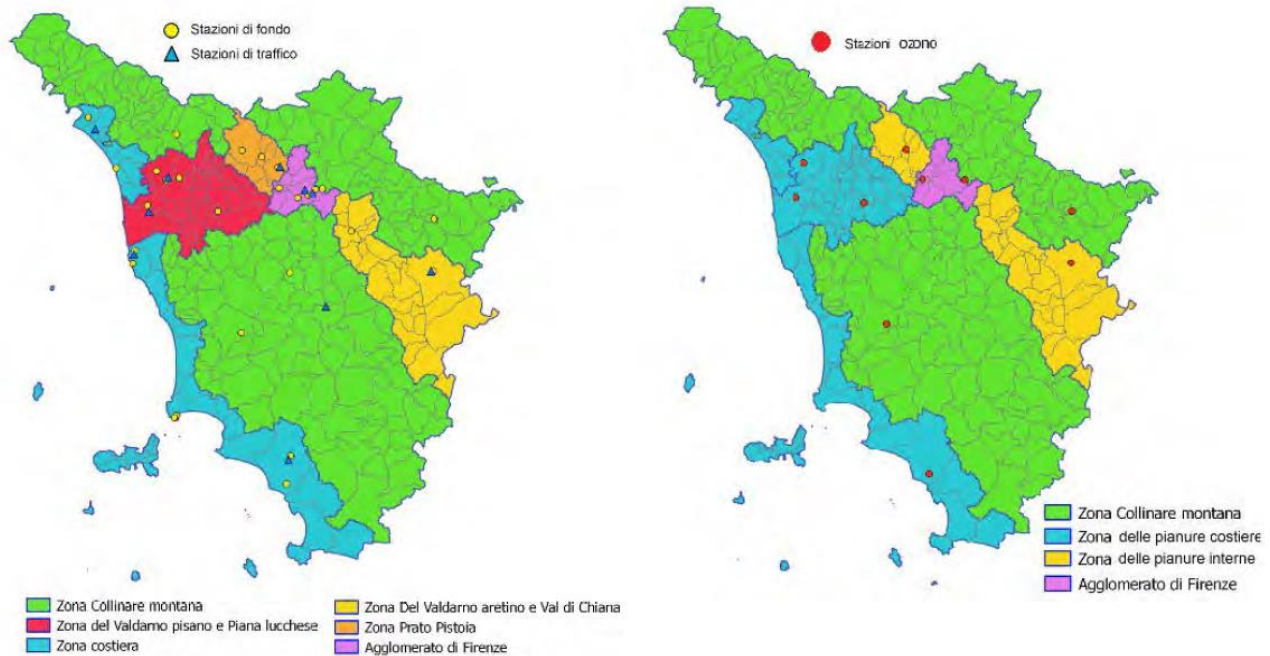 Stazioni di fondo
Stazioni di traffico
Zona Collinare montana
Zona del Valdarno pisano e Piana lucchese
Zona costiera
Zona Del Valdarno aretino e Val di Chiana
Zona Prato Pistoia
Agglomerato di Firenze
Stazioni ozono
Zona Collinare montana
Zona delle pianure costiere
Zona delle pianure interne
Agglomerato di Firenze